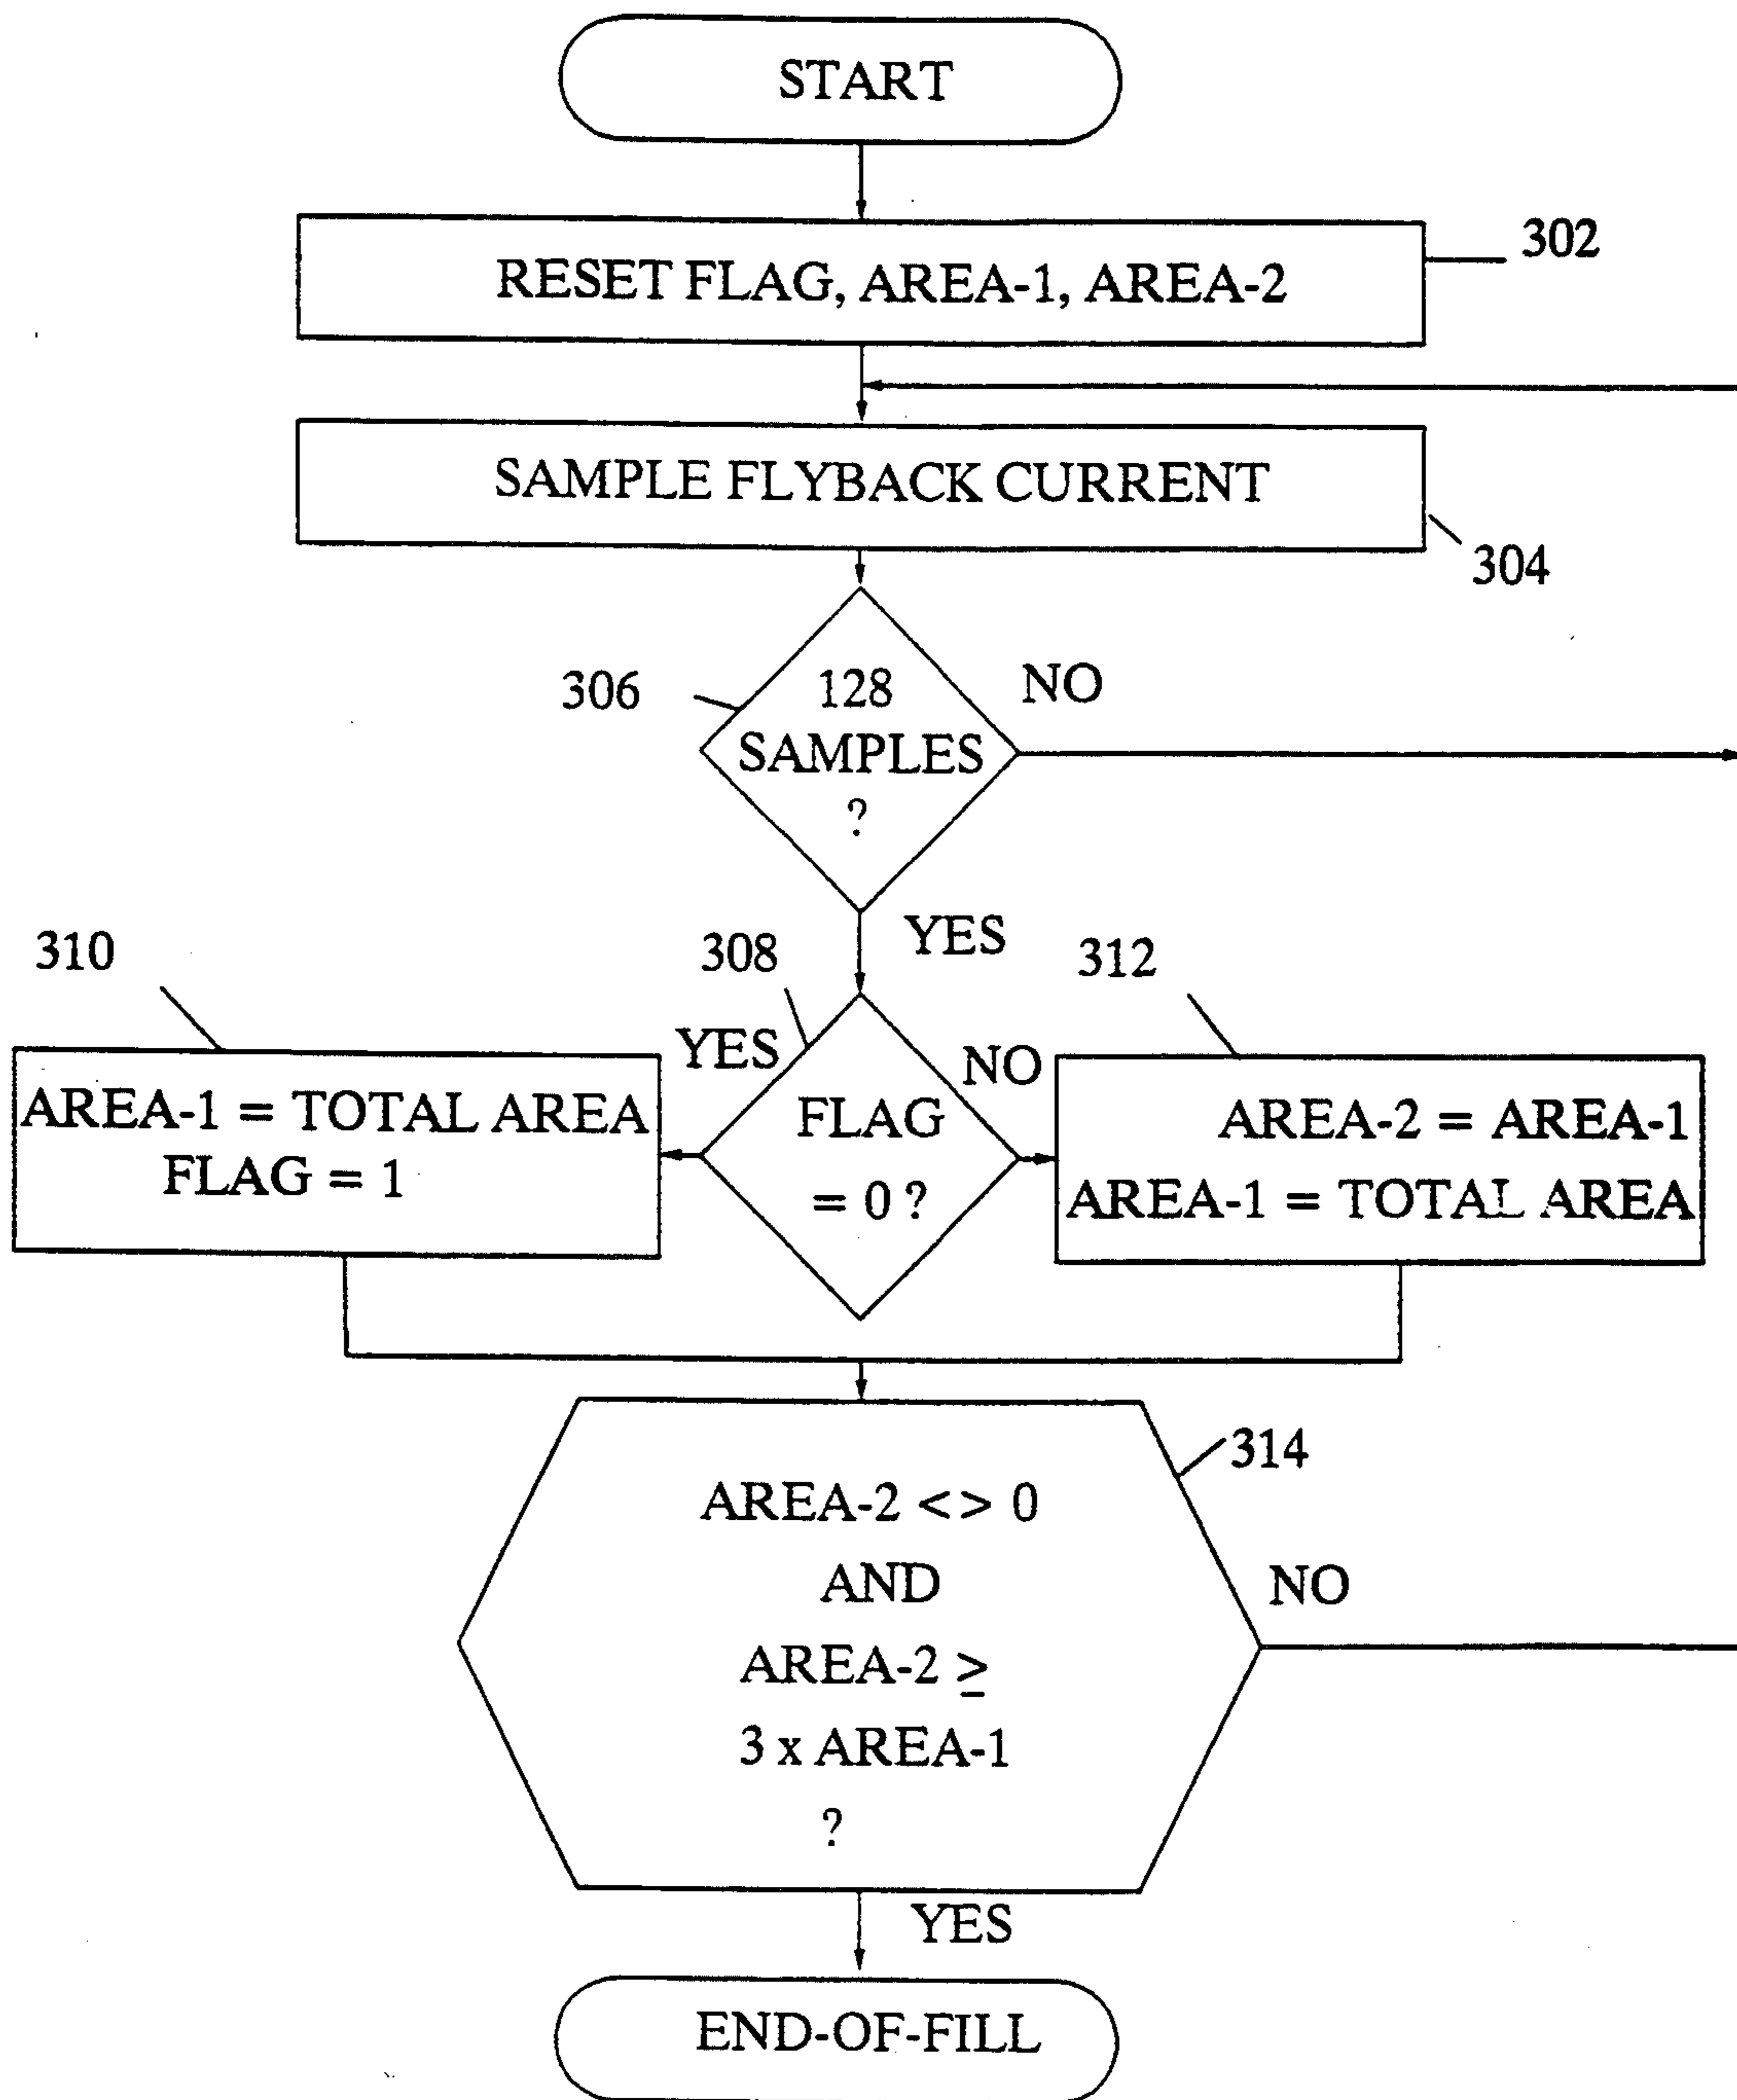 START
302
RESET FLAG, AREA-1, AREA-2
SAMPLE FLYBACK CURRENT
304
306
128
SAMPLES
?
NO
YES
310
308
312
YES
NO
AREA-1 = TOTAL AREA
FLAG = 1
FLAG
= 0 ?
AREA-2 = AREA-1
AREA-1 = TOTAL AREA
314
AREA-2 < > 0
AND
AREA-2 ≥
3 x AREA-1
?
NO
YES
END-OF-FILL